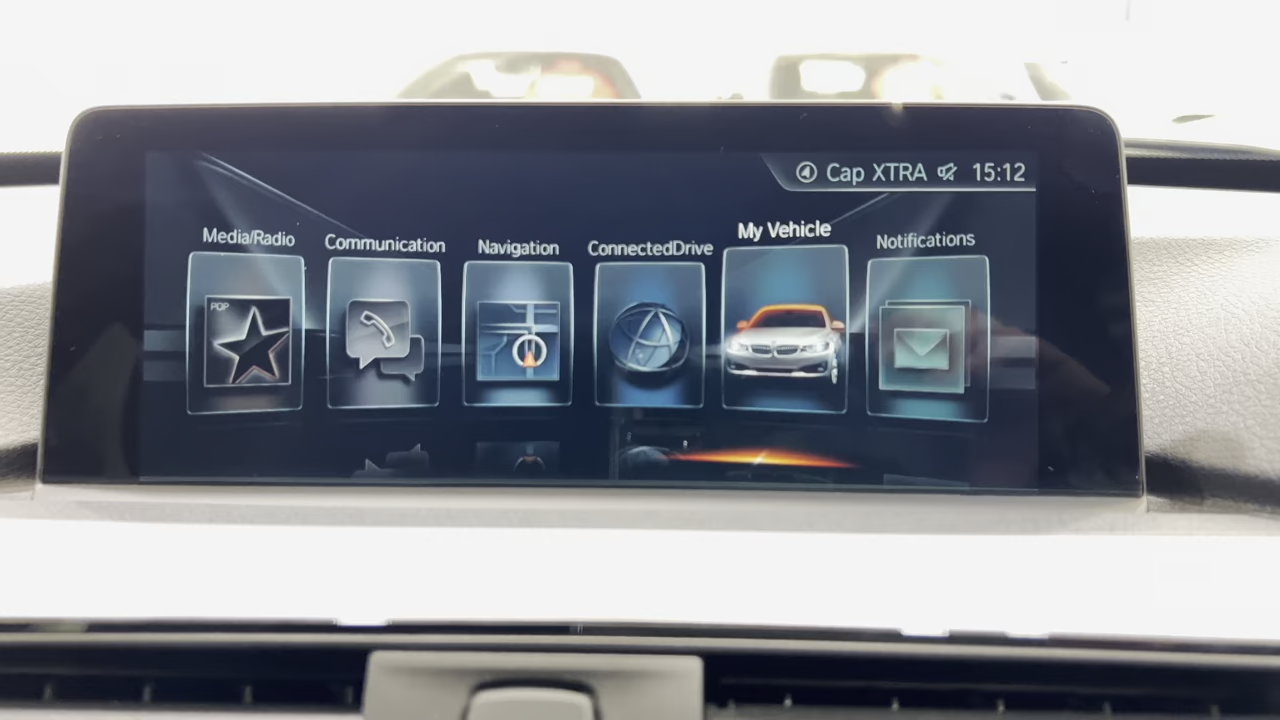 Cap XTRA 15:12
Media/Radio
Communication
Navigation
ConnectedDrive
My Vehicle
Notifications
POP